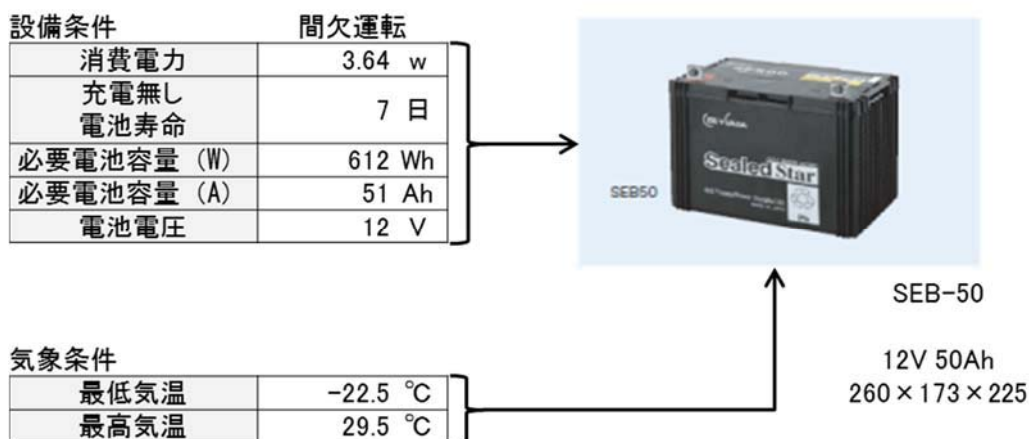 設備条件 間欠運転
消費電力 3.64 w
充電無し
電池寿命 7 日
必要電池容量 (W) 612 Wh
必要電池容量 (A) 51 Ah
電池電圧 12 V
Sealed Star
SEB50
SEB-50
気象条件
最低気温 -22.5 ℃
最高気温 29.5 ℃
12V 50Ah
260×173×225